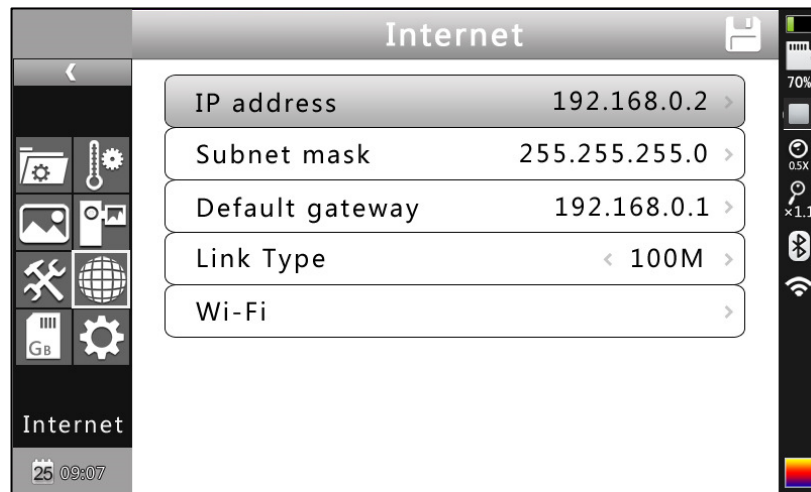 Internet
IP address 192.168.0.2
Subnet mask 255.255.255.0
Default gateway 192.168.0.1
Link Type 100M
Wi-Fi
GB
Internet
25 09:07
70%
0.5X
×1.1